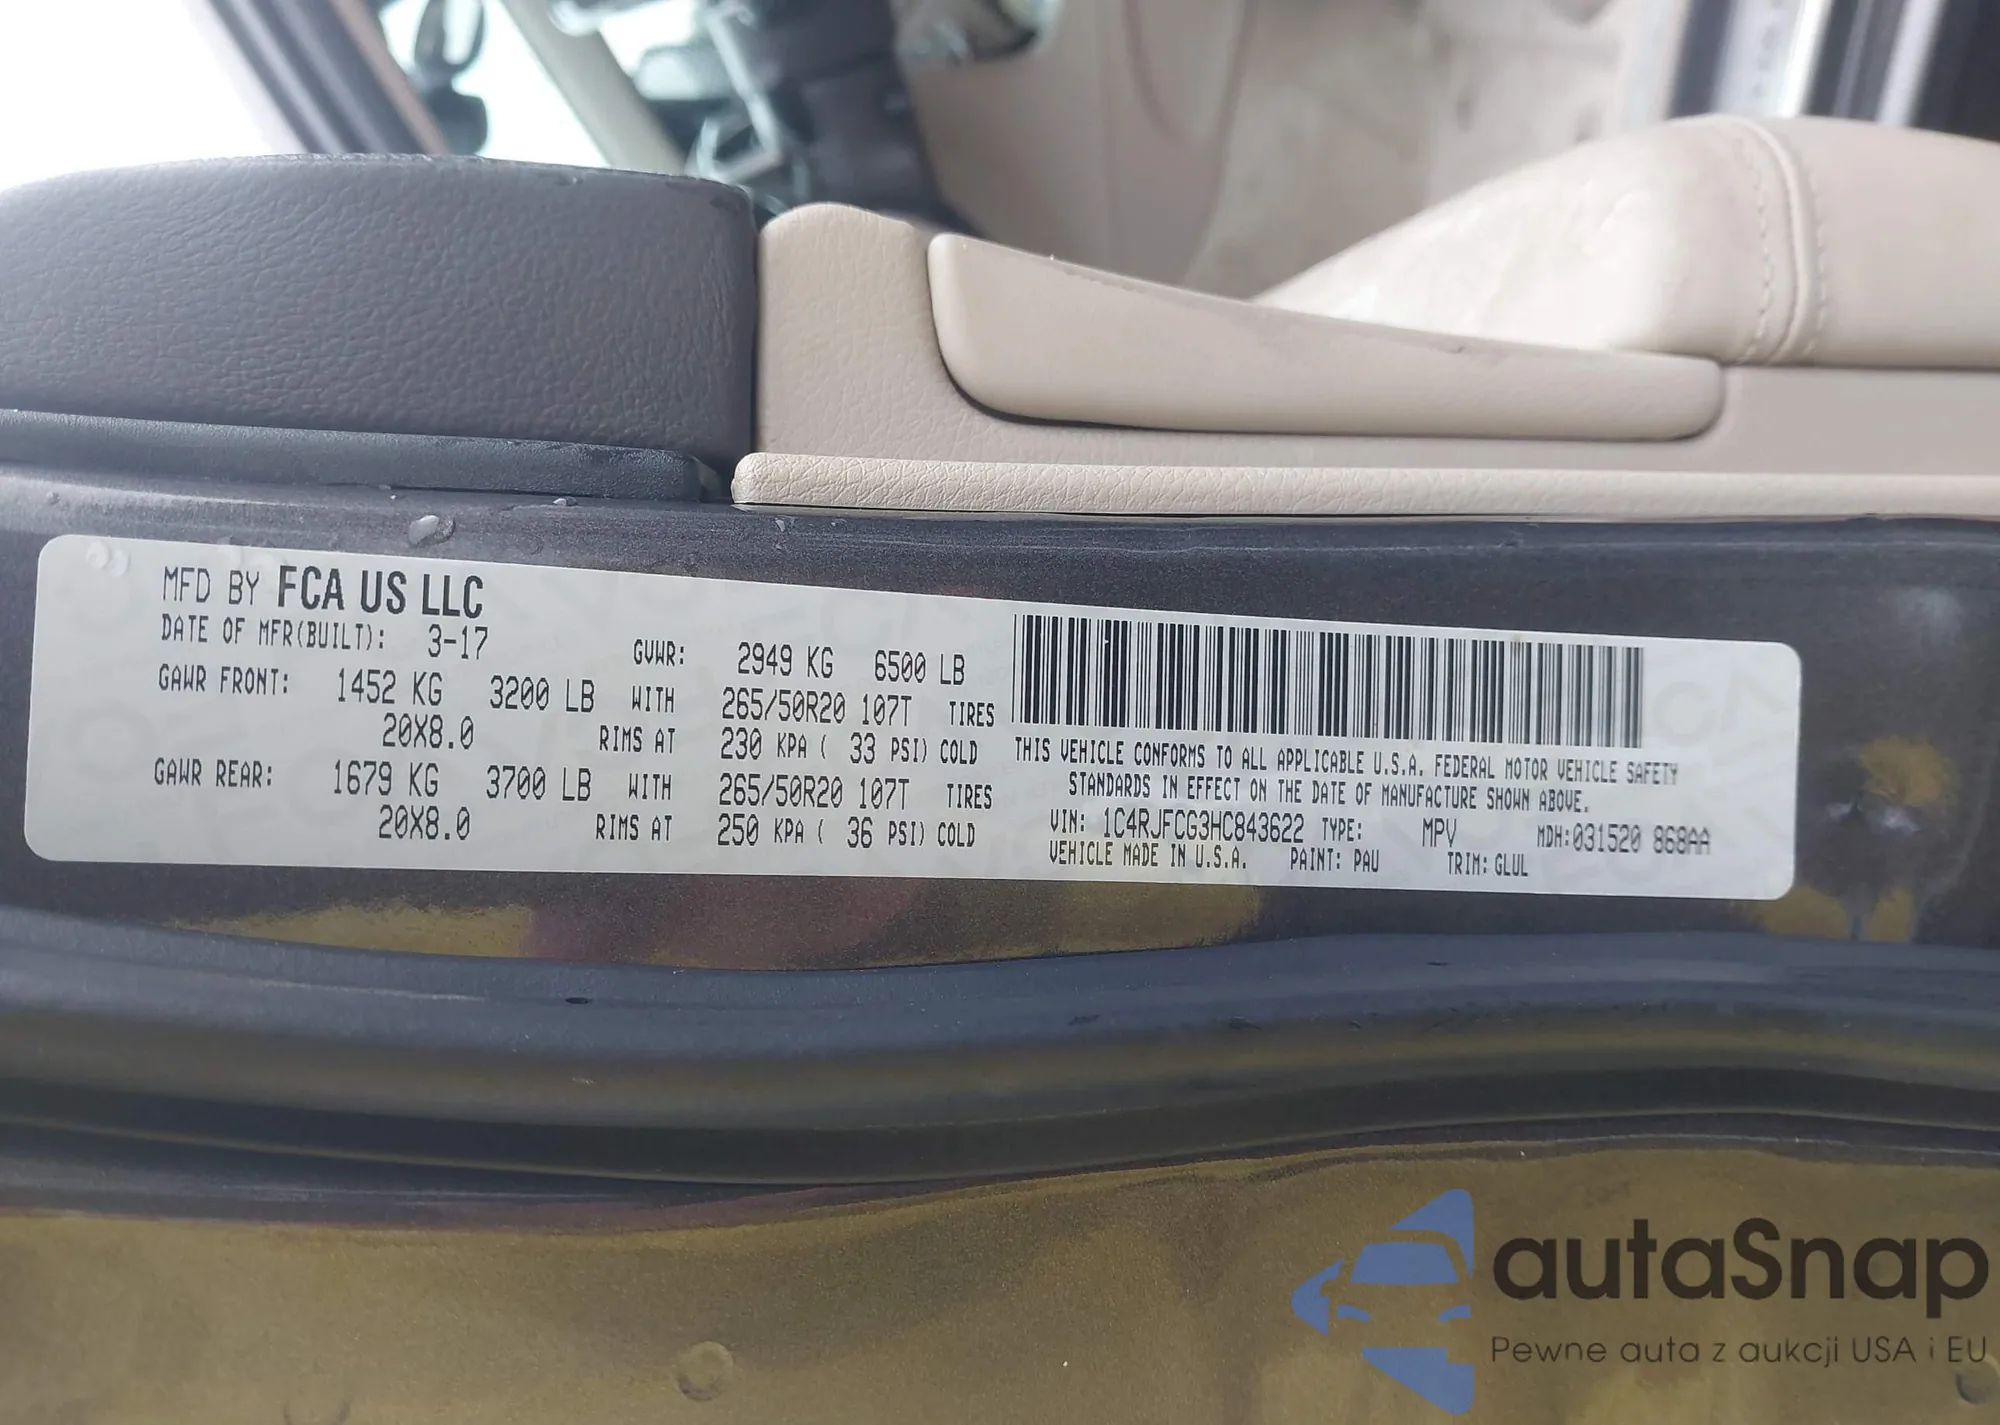 MFD BY FCA US LLC
DATE OF MFR(BUILT): 3-17 GVWR: 2949 KG 6500 LB
GAWR FRONT: 1452 KG 3200 LB WITH 265/50R20 107T TIRES
20X8.0 RIMS AT 230 KPA ( 33 PSI) COLD
GAWR REAR: 1679 KG 3700 LB WITH 265/50R20 107T TIRES
20X8.0 RIMS AT 250 KPA ( 36 PSI) COLD
THIS VEHICLE CONFORMS TO ALL APPLICABLE U.S.A. FEDERAL MOTOR VEHICLE SAFETY
STANDARDS IN EFFECT ON THE DATE OF MANUFACTURE SHOWN ABOVE.
VIN: 1C4RJFCG3HC843622 TYPE: MPV MDH:031520 868AA
VEHICLE MADE IN U.S.A. PAINT: PAU TRIM: GLUL
autaSnap
Pewne auta z aukcji USA i EU